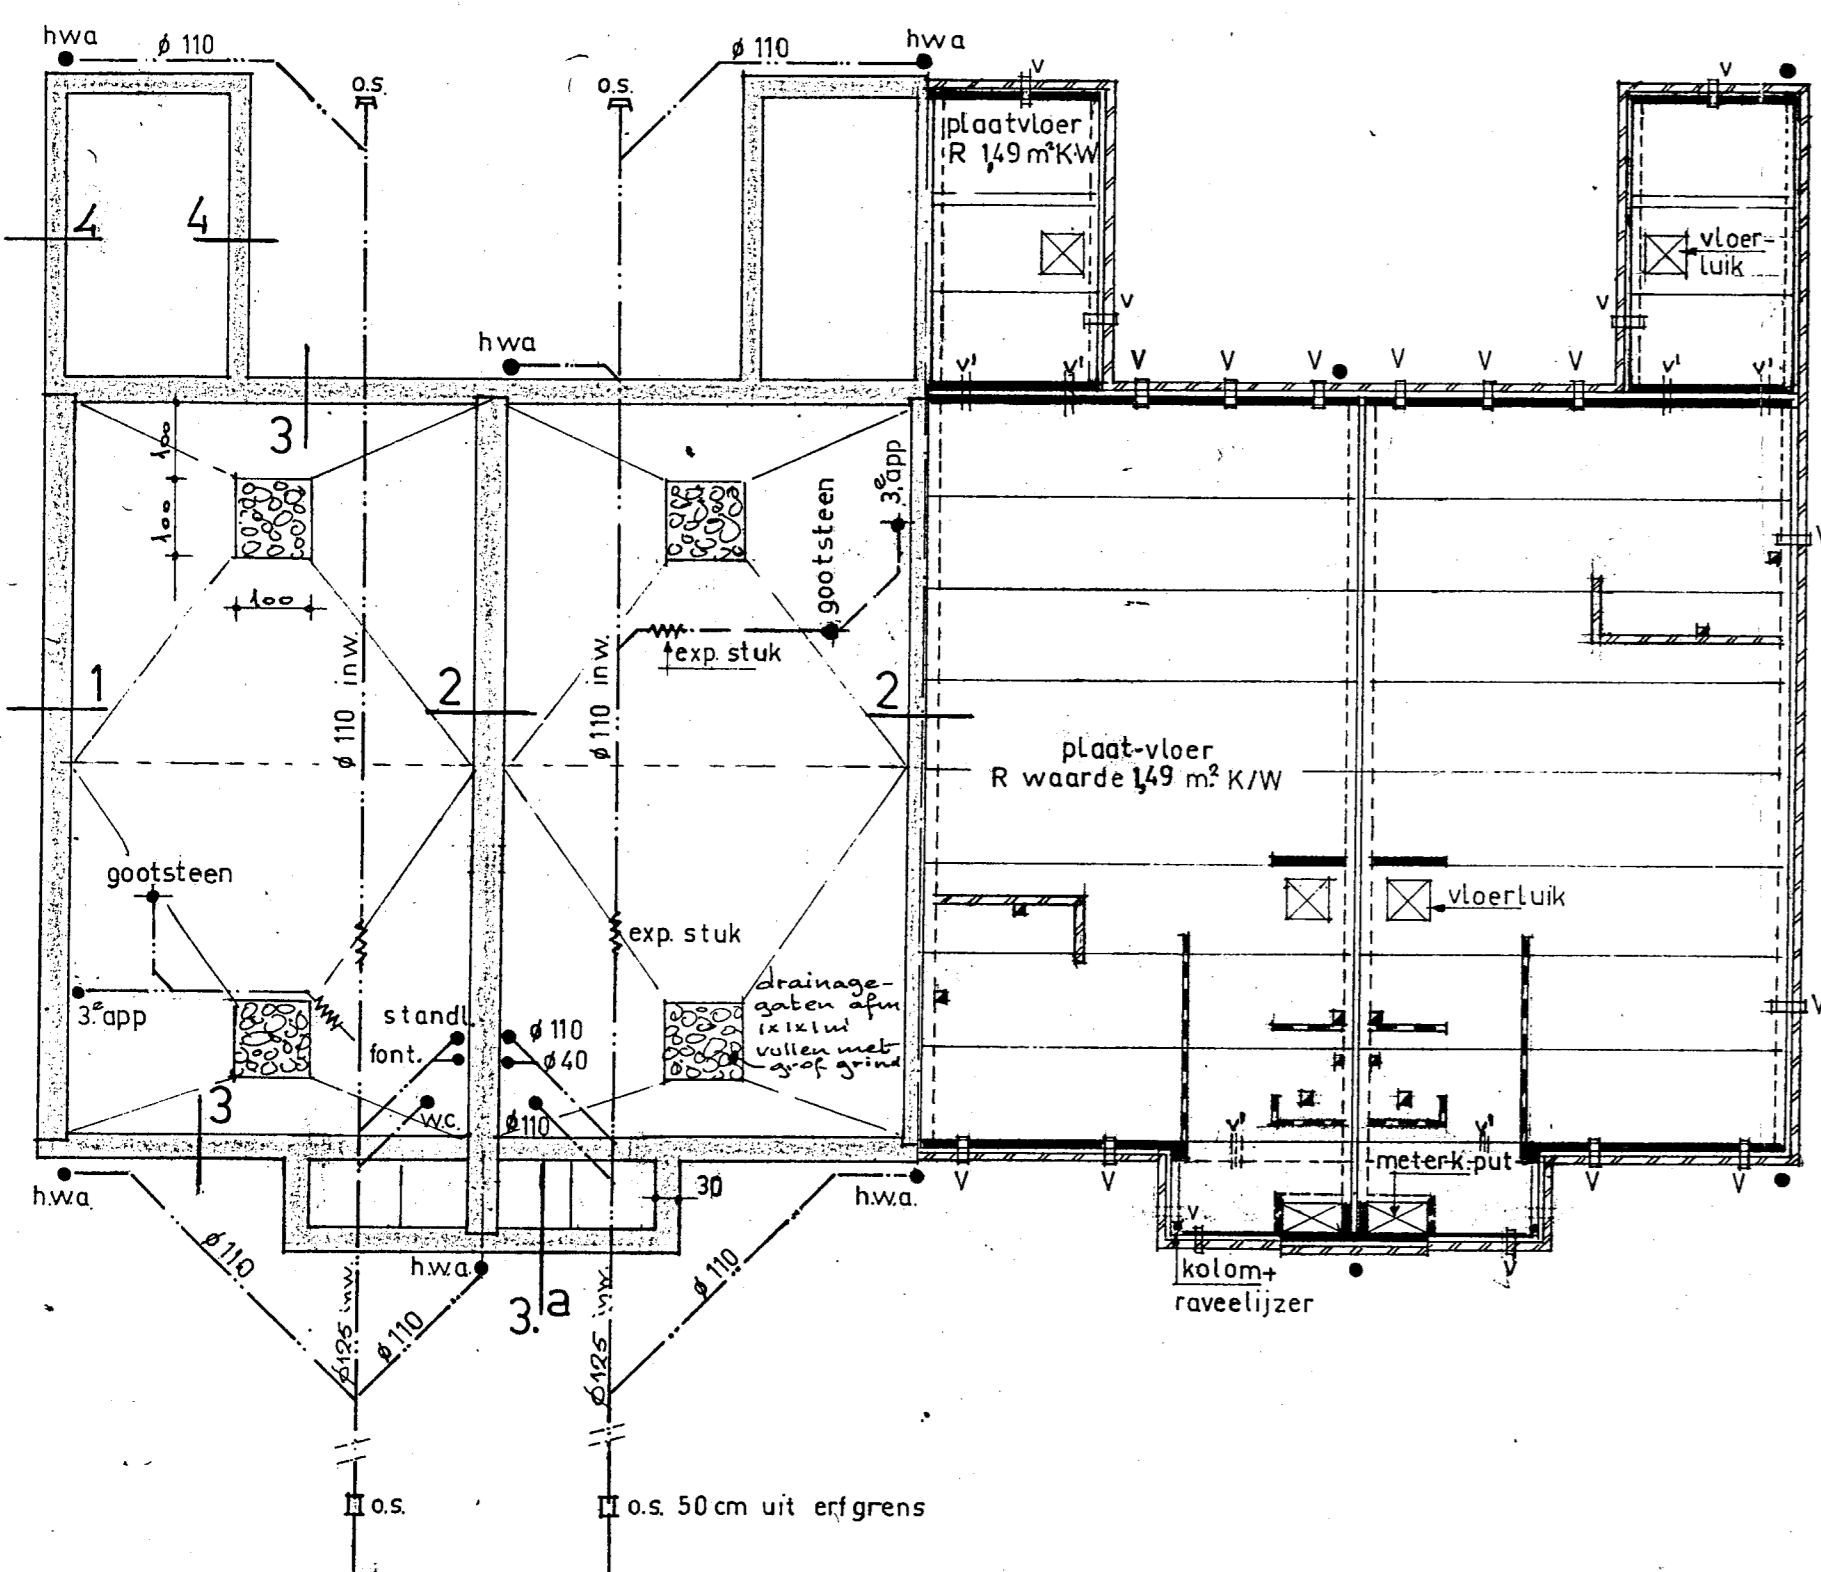 hwa
ø 110
ø 110
hwa
o.s.
o.s.
V
V
plaatvloer
R 1,49 m² K.W
4
4
vloer-
luik
V
V
hwa
V'
V'
V
V
V
V
V
V
V'
V'
3
100
100
100
3e app
gootsteen
exp. stuk
ø 110 inw.
ø 110 inw.
1
2
2
V
plaat-vloer
R waarde 1,49 m² K/W
gootsteen
vloerluik
exp. stuk
drainage-
gaten afm
1x1x1m'
vullen met
grof grind
3e app
standl.
font.
ø 110
ø40
w.c.
ø110
3
V
V'
V'
meterk.put
30
h.w.a.
h.w.a.
V
V
V
V
V
V
ø 110
ø 110
h.w.a.
ø 110
3.a
kolom+
raveelijzer
ø125 inw.
ø125 inw.
o.s.
o.s. 50 cm uit erfgrens